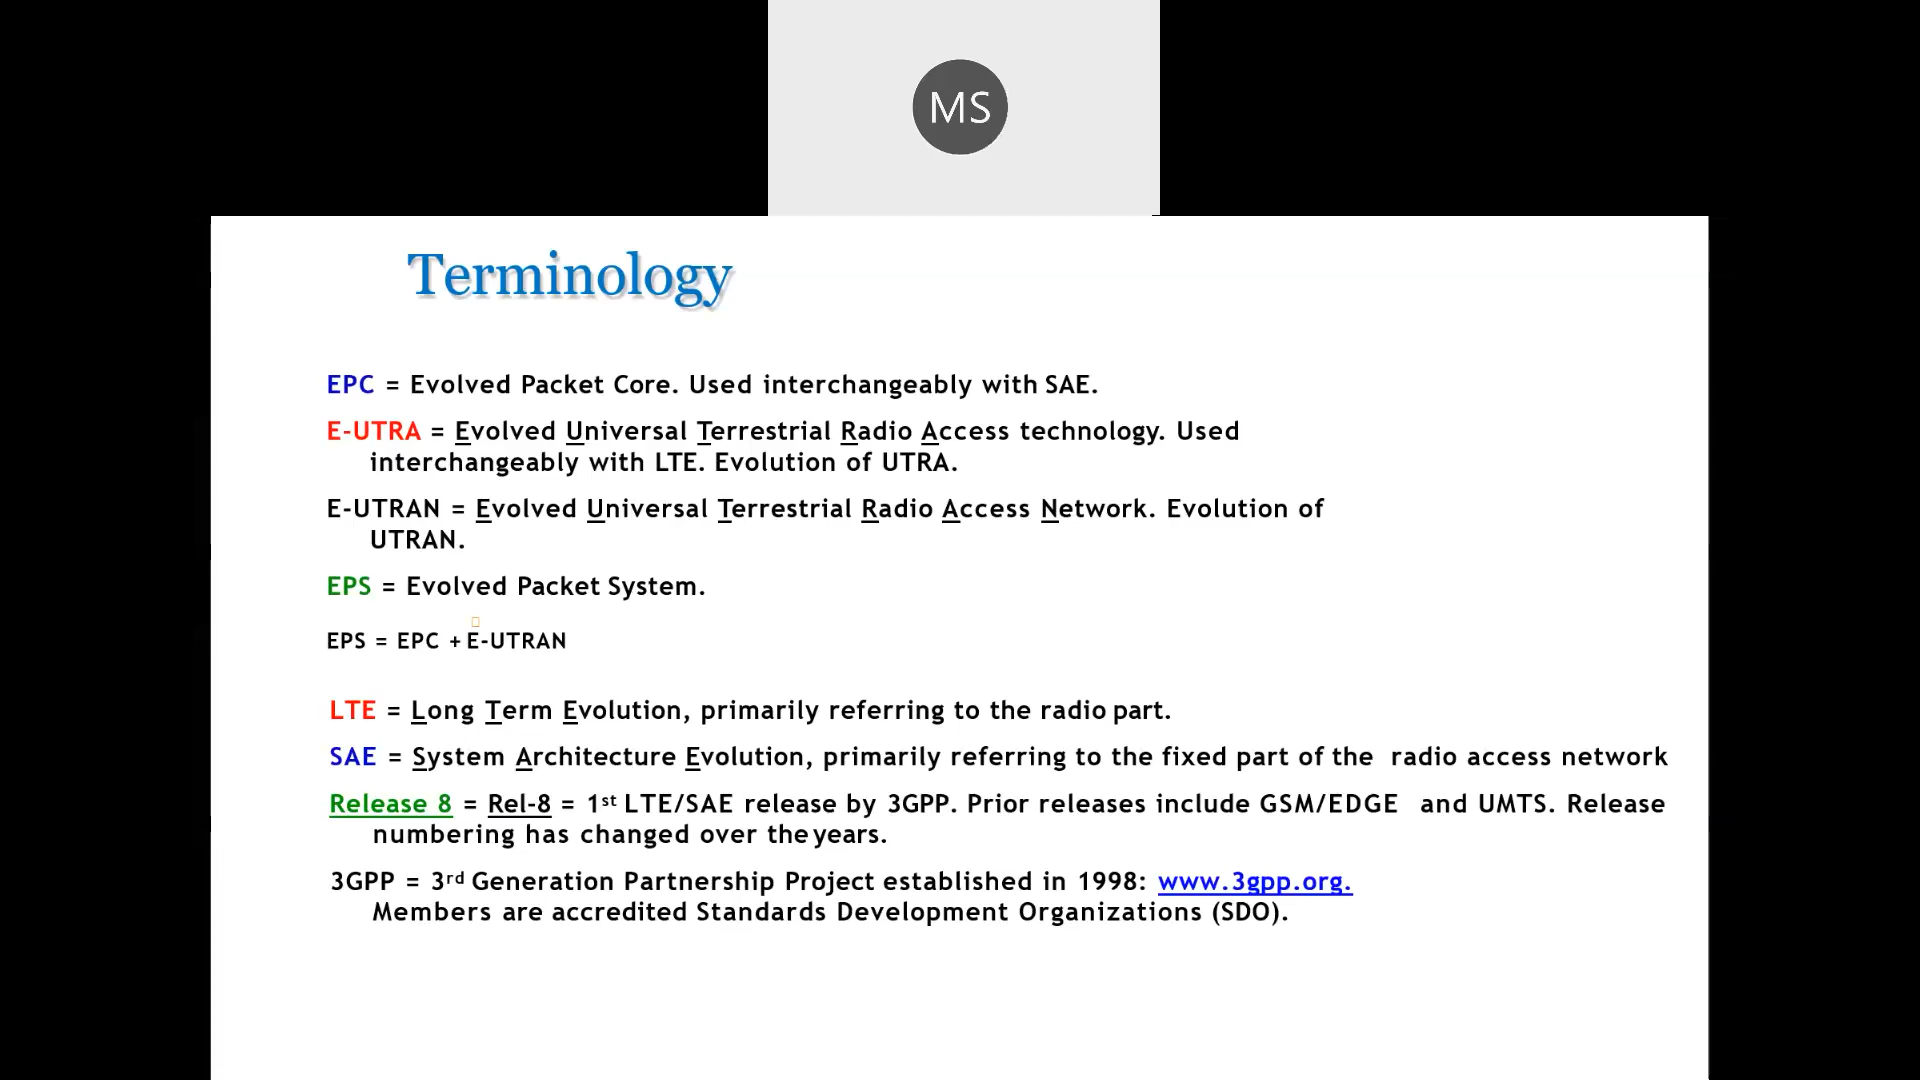 MS
Terminology
EPC = Evolved Packet Core. Used interchangeably with SAE.
E-UTRA = Evolved Universal Terrestrial Radio Access technology. Used
interchangeably with LTE. Evolution of UTRA.
E-UTRAN = Evolved Universal Terrestrial Radio Access Network. Evolution of
UTRAN.
EPS = Evolved Packet System.
EPS = EPC + E-UTRAN
LTE = Long Term Evolution, primarily referring to the radio part.
SAE = System Architecture Evolution, primarily referring to the fixed part of the radio access network
Release 8 = Rel-8 = 1st LTE/SAE release by 3GPP. Prior releases include GSM/EDGE and UMTS. Release
numbering has changed over the years.
3GPP = 3rd Generation Partnership Project established in 1998: www.3gpp.org.
Members are accredited Standards Development Organizations (SDO).